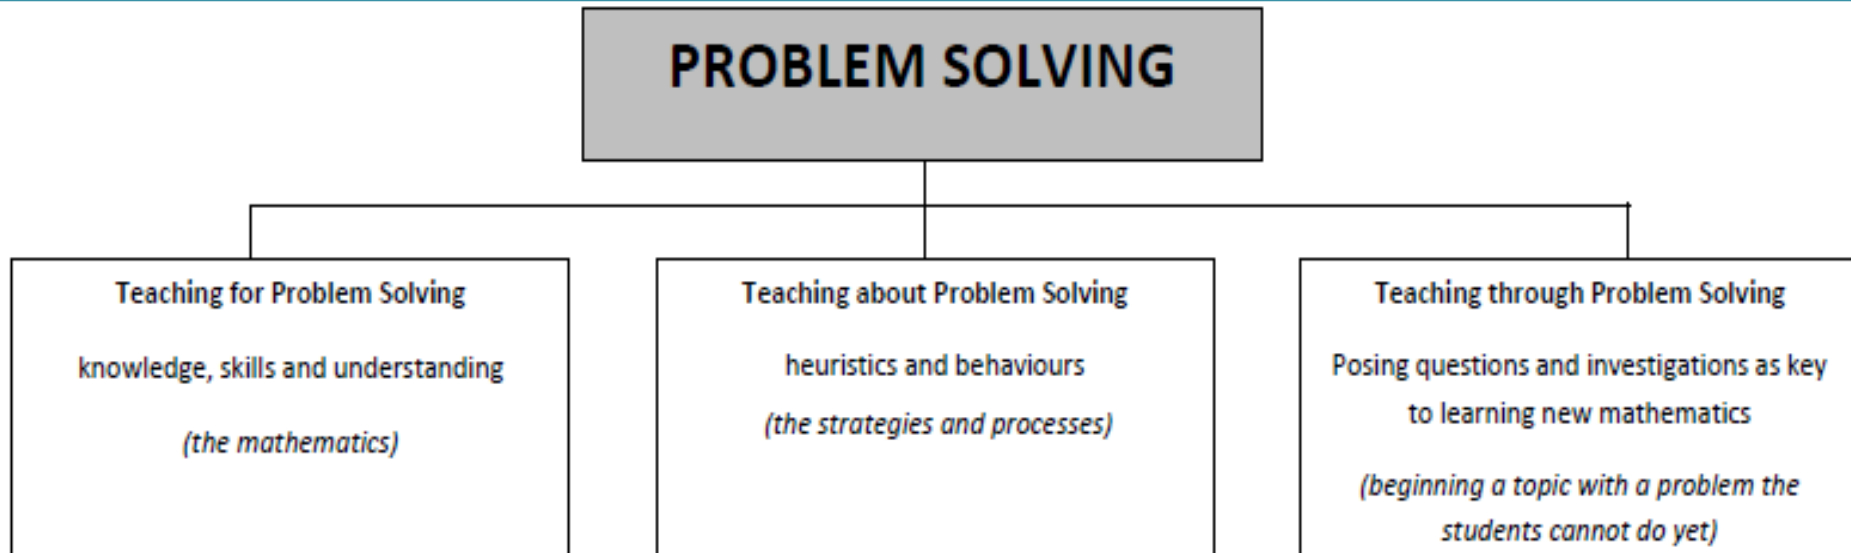 PROBLEM SOLVING
Teaching for Problem Solving
knowledge, skills and understanding
(the mathematics)
Teaching about Problem Solving
heuristics and behaviours
(the strategies and processes)
Teaching through Problem Solving
Posing questions and investigations as key
to learning new mathematics
(beginning a topic with a problem the
students cannot do yet)